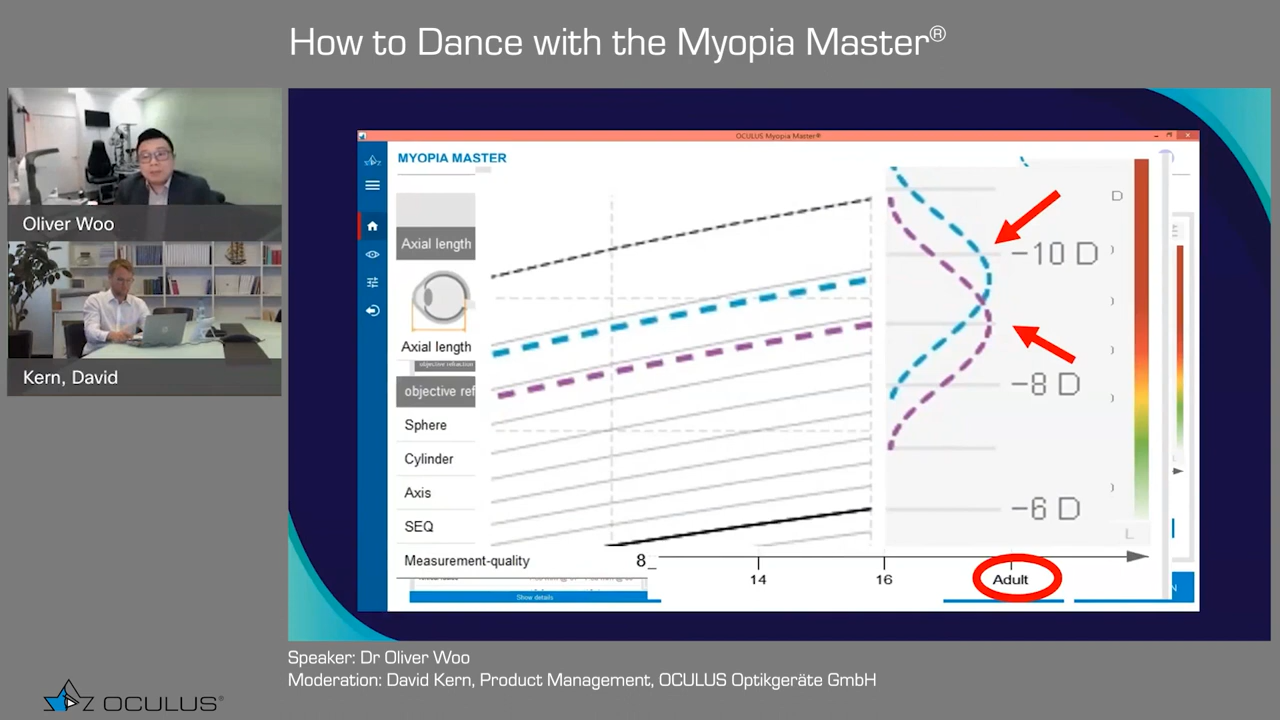 How to Dance with the Myopia Master®
Oliver Woo
Kern, David
OCULUS Myopia Master®
MYOPIA MASTER
Axial length
Axial length
objective refraction
objective ref
Sphere
Cylinder
Axis
SEQ
Measurement-quality
Show details
D
-10 D
-8 D
-6 D
8
14
16
Adult
Speaker: Dr Oliver Woo
Moderation: David Kern, Product Management, OCULUS Optikgeräte GmbH
OCULUS®